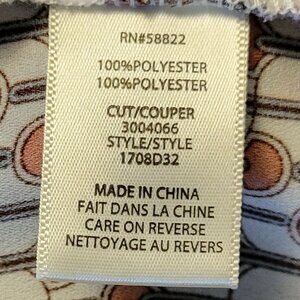 RN#58822
100%POLYESTER
100%POLYESTER
CUT/COUPER
3004066
STYLE/STYLE
1708D32
MADE IN CHINA
FAIT DANS LA CHINE
CARE ON REVERSE
NETTOYAGE AU REVERS